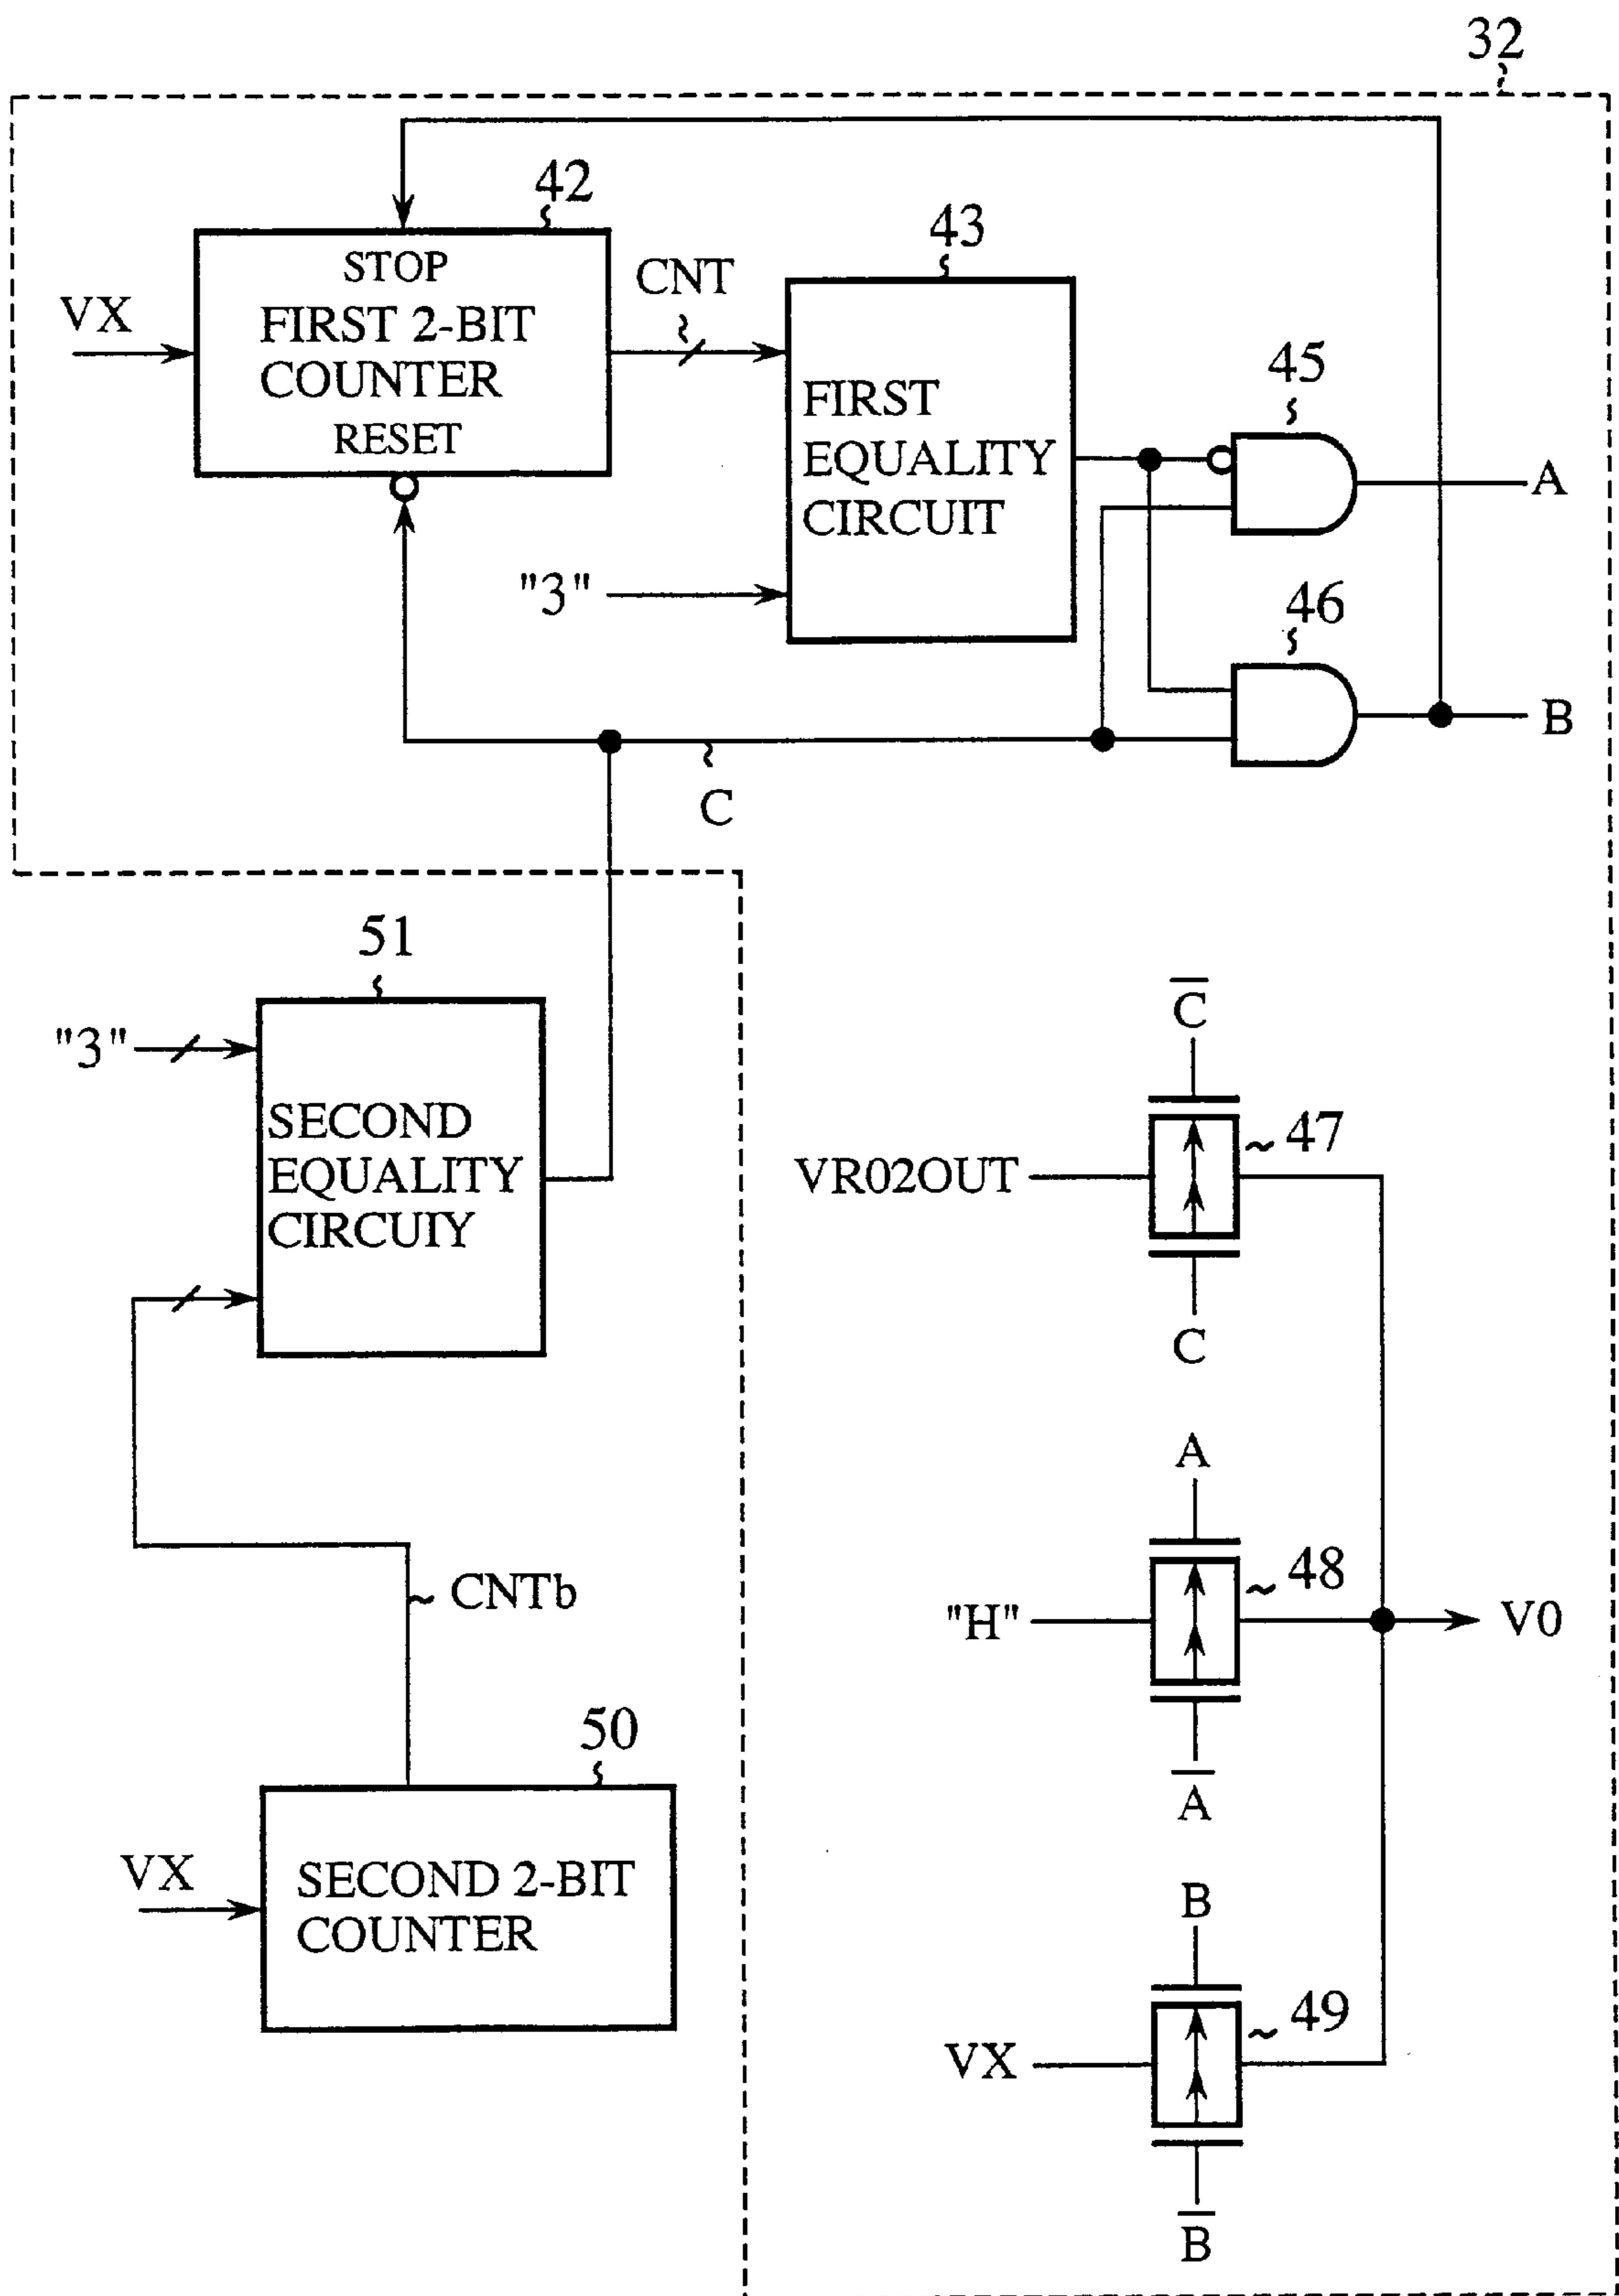 32
42
STOP
FIRST 2-BIT
COUNTER
RESET
VX
CNT
43
FIRST
EQUALITY
CIRCUIT
"3"
45
A
46
B
C
51
"3"
SECOND
EQUALITY
CIRCUIY
CNTb
50
VX
SECOND 2-BIT
COUNTER
C̅
47
VR02OUT
C
A
48
"H"
V0
A̅
B
49
VX
B̅